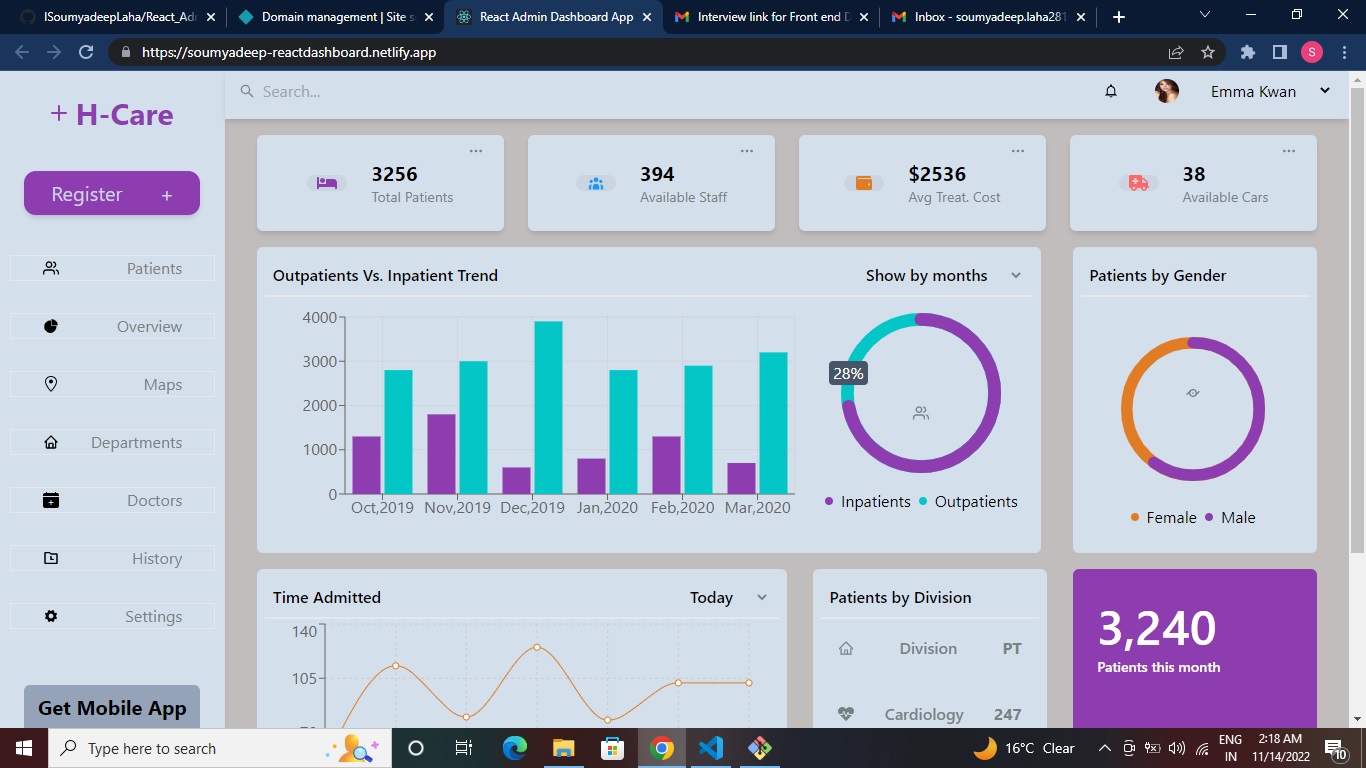 ISoumyadeepLaha/React_Adm
Domain management | Site s
React Admin Dashboard App
Interview link for Front end D
Inbox - soumyadeep.laha281
https://soumyadeep-reactdashboard.netlify.app
S
+ H-Care
Search...
Emma Kwan
Register +
Patients
Overview
Maps
Departments
Doctors
History
Settings
Get Mobile App
3256
Total Patients
394
Available Staff
$2536
Avg Treat. Cost
38
Available Cars
Outpatients Vs. Inpatient Trend
Show by months
4000
3000
2000
1000
0
Oct,2019 Nov,2019 Dec,2019 Jan,2020 Feb,2020 Mar,2020
28%
Inpatients Outpatients
Patients by Gender
Female Male
Time Admitted
Today
140
105
70
Patients by Division
Division PT
Cardiology 247
3,240
Patients this month
Type here to search
16°C Clear
ENG
IN
2:18 AM
11/14/2022
10